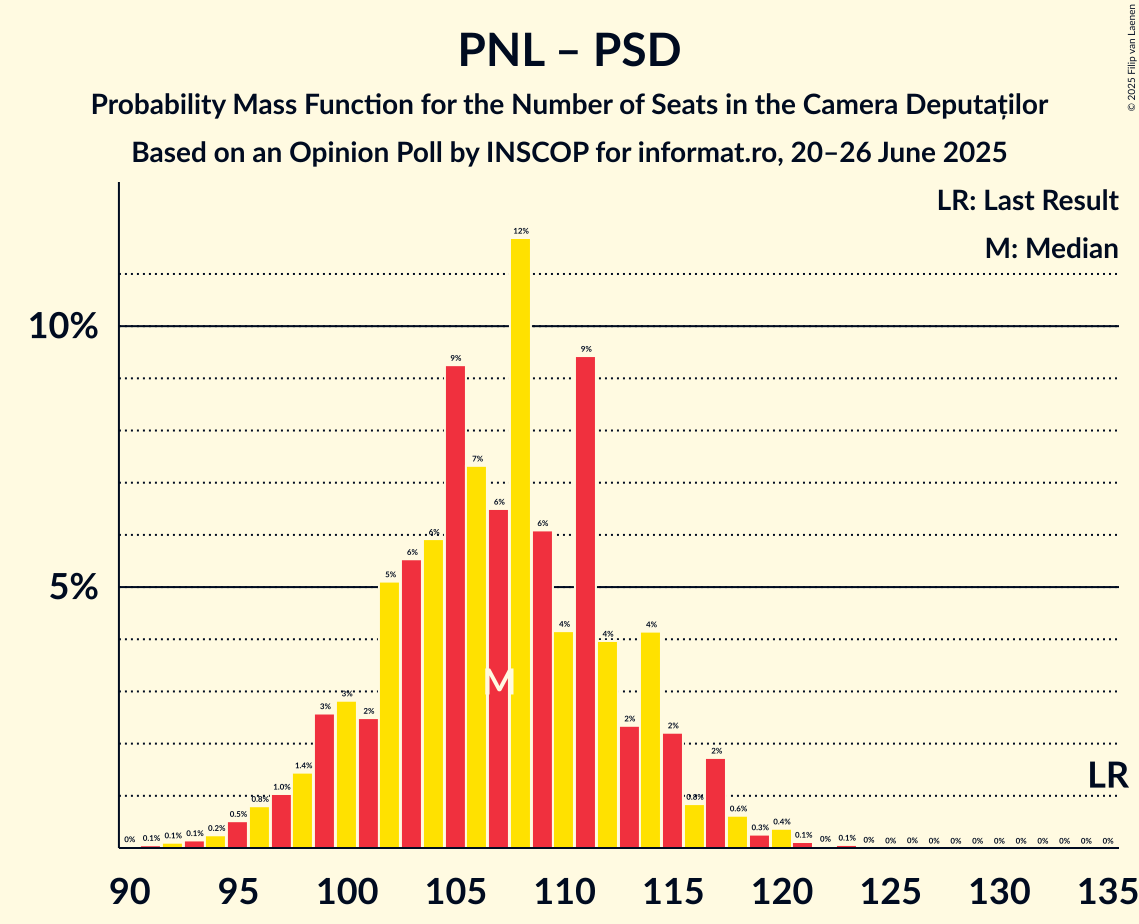 © 2025 Filip van Laenen
PNL – PSD
Probability Mass Function for the Number of Seats in the Camera Deputaților
Based on an Opinion Poll by INSCOP for informat.ro, 20–26 June 2025
LR: Last Result
M: Median
10%
5%
0% 0.1% 0.1% 0.1% 0.2% 0.5% 0.8% 1.0% 1.4% 3% 3% 2% 5% 6% 6% 9% 7% 6% 12% 6% 4% 9% 4% 2% 4% 2% 0.8% 2% 0.6% 0.3% 0.4% 0.1% 0% 0.1% 0% 0% 0% 0% 0% 0% 0% 0% 0% 0% 0% 0%
M
LR
90 95 100 105 110 115 120 125 130 135